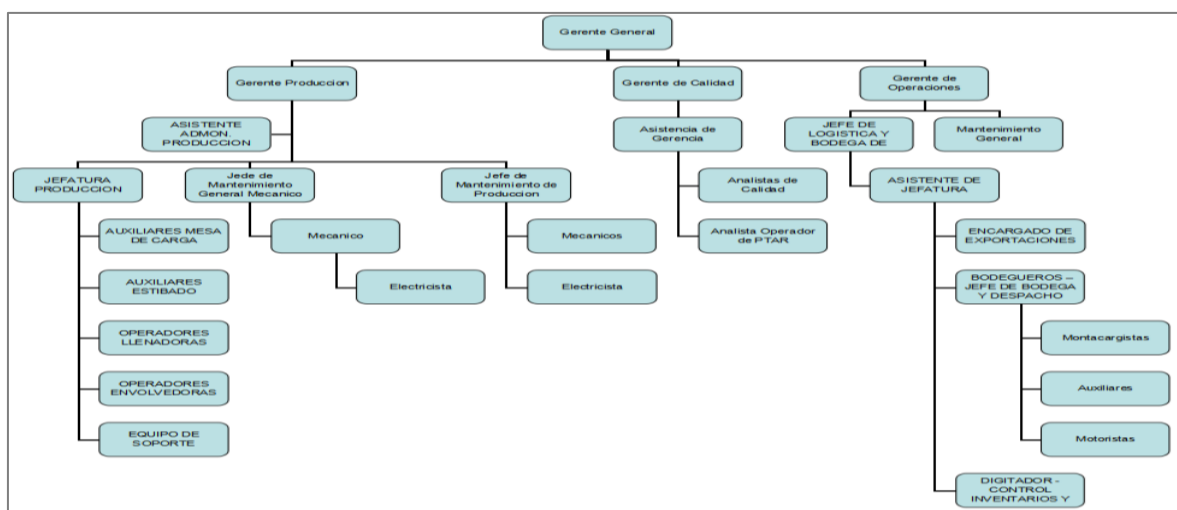 Gerente General
Gerente Produccion
Gerente de Calidad
Gerente de
Operaciones
ASISTENTE
ADMON.
PRODUCCION
Asistencia de
Gerencia
JEFE DE
LOGISTICA Y
BODEGA DE
Mantenimiento
General
JEFATURA
PRODUCCION
Jede de
Mantenimiento
General Mecanico
Jefe de
Mantenimiento de
Produccion
Analistas de
Calidad
ASISTENTE DE
JEFATURA
AUXILIARES MESA
DE CARGA
Mecanico
Mecanicos
Analista Operador
de PTAR
ENCARGADO DE
EXPORTACIONES
AUXILIARES
ESTIBADO
Electricista
Electricista
BODEGUEROS –
JEFE DE BODEGA
Y DESPACHO
OPERADORES
LLENADORAS
Montacargistas
OPERADORES
ENVOLVEDORAS
Auxiliares
EQUIPO DE
SOPORTE
Motoristas
DIGITADOR -
CONTROL
INVENTARIOS Y